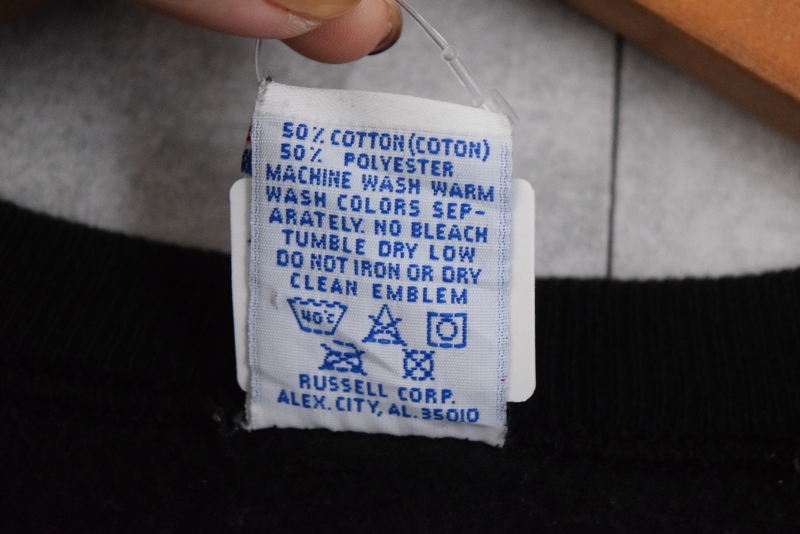 50% COTTON (COTON)
50% POLYESTER
MACHINE WASH WARM
WASH COLORS SEP-
ARATELY. NO BLEACH
TUMBLE DRY LOW
DO NOT IRON OR DRY
CLEAN EMBLEM
40°C
RUSSELL CORP.
ALEX. CITY, AL. 35010